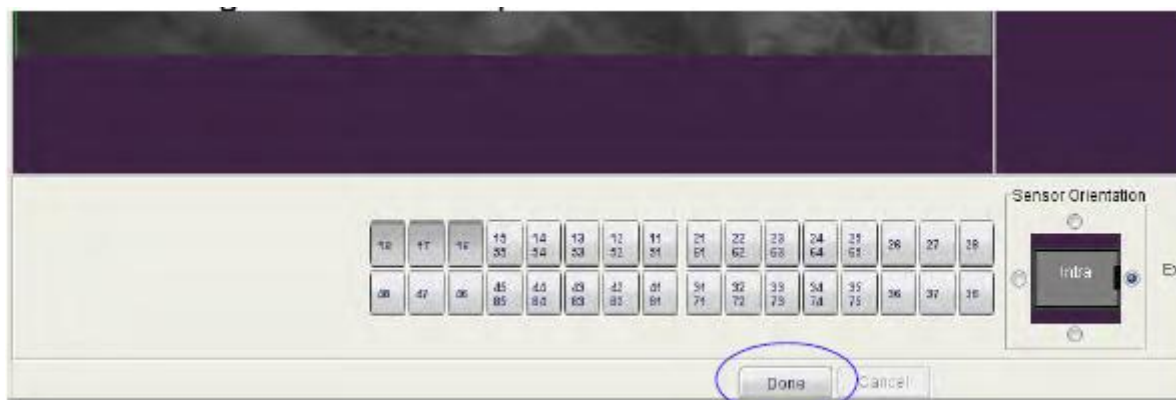 Sensor Orientation
18 17 16 15 14 13 12 11 21 22 23 24 25 26 27 28
55 54 53 52 51 61 62 63 64 65
Intra
48 47 46 45 44 43 42 41 31 32 33 34 35 36 37 38
85 84 83 82 81 71 72 73 74 75
Done Cancel